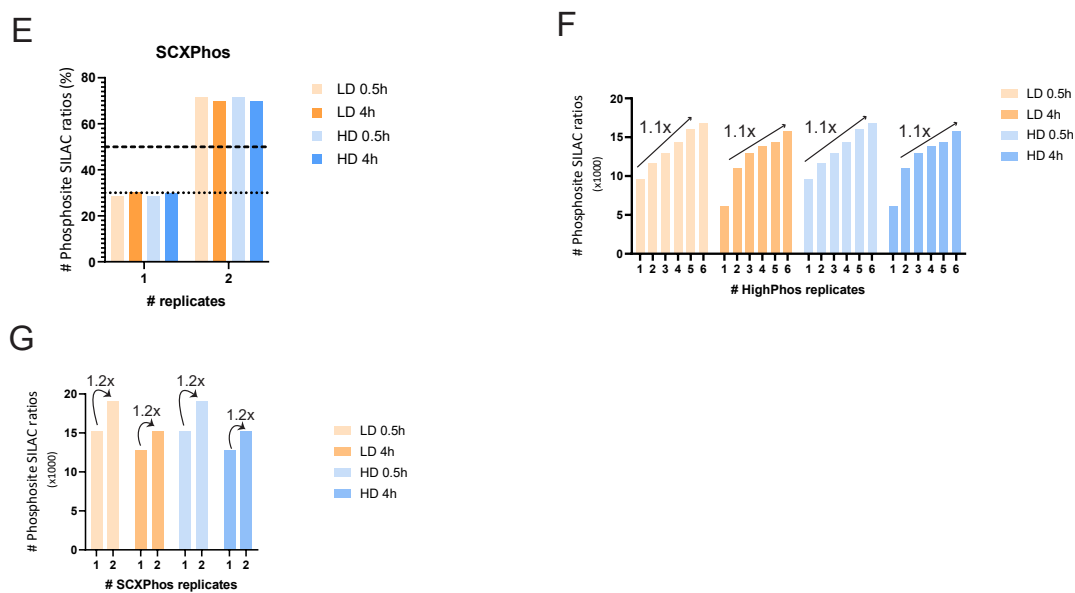 E
SCXPhos
# Phosphosite SILAC ratios (%)
80
60
40
20
0
1
2
# replicates
LD 0.5h
LD 4h
HD 0.5h
HD 4h
F
# Phosphosite SILAC ratios
(x1000)
20
15
10
5
0
1.1x
1.1x
1.1x
1.1x
1 2 3 4 5 6 1 2 3 4 5 6 1 2 3 4 5 6 1 2 3 4 5 6
# HighPhos replicates
LD 0.5h
LD 4h
HD 0.5h
HD 4h
G
# Phosphosite SILAC ratios
(x1000)
20
15
10
5
0
1.2x
1.2x
1.2x
1.2x
1 2 1 2 1 2 1 2
# SCXPhos replicates
LD 0.5h
LD 4h
HD 0.5h
HD 4h